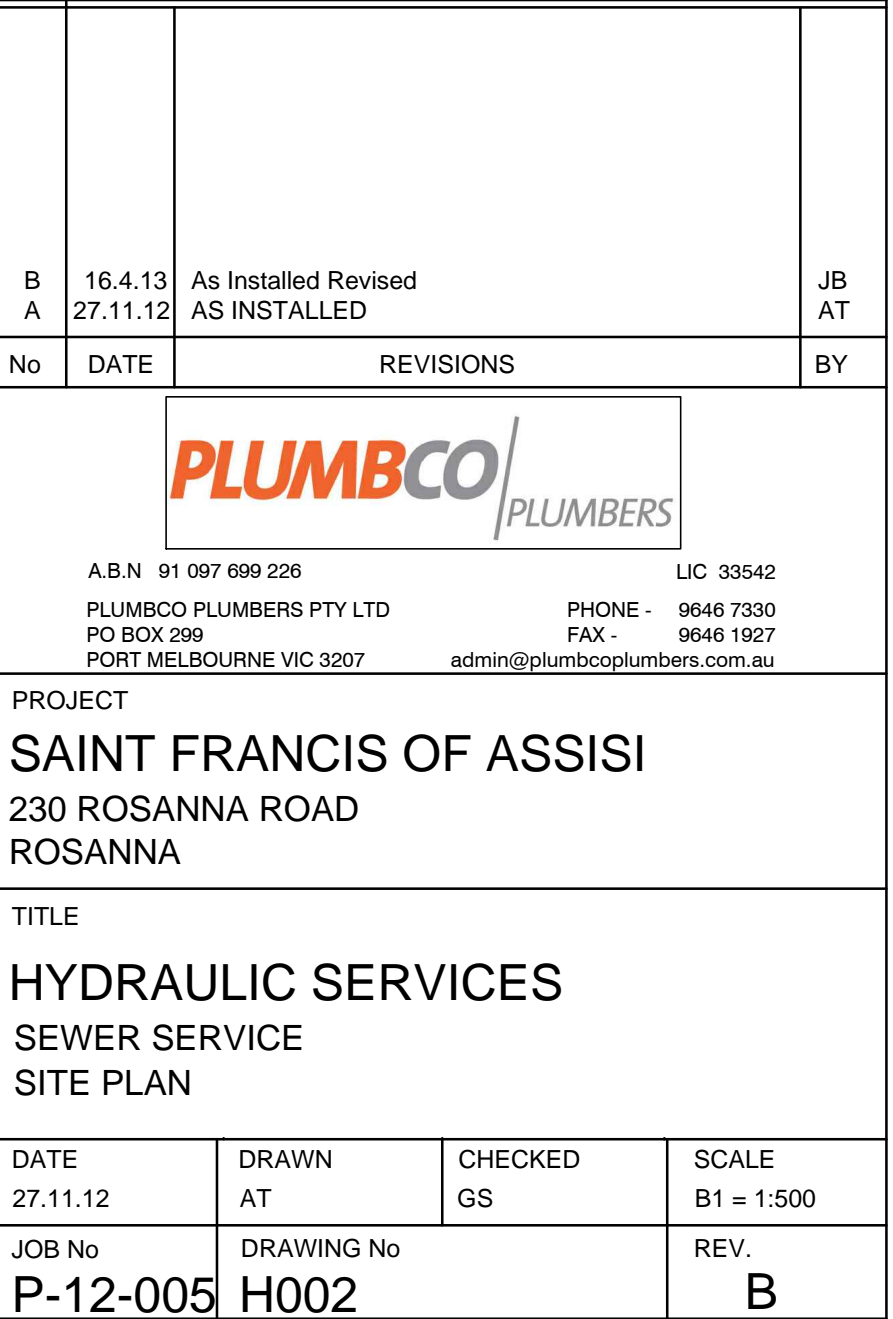 B 16.4.13 As Installed Revised JB
A 27.11.12 AS INSTALLED AT
No DATE REVISIONS BY
PLUMBCO PLUMBERS
A.B.N 91 097 699 226 LIC 33542
PLUMBCO PLUMBERS PTY LTD PHONE - 9646 7330
PO BOX 299 FAX - 9646 1927
PORT MELBOURNE VIC 3207 admin@plumbcoplumbers.com.au
PROJECT
SAINT FRANCIS OF ASSISI
230 ROSANNA ROAD
ROSANNA
TITLE
HYDRAULIC SERVICES
SEWER SERVICE
SITE PLAN
DATE DRAWN CHECKED SCALE
27.11.12 AT GS B1 = 1:500
JOB No DRAWING No REV.
P-12-005 H002 B